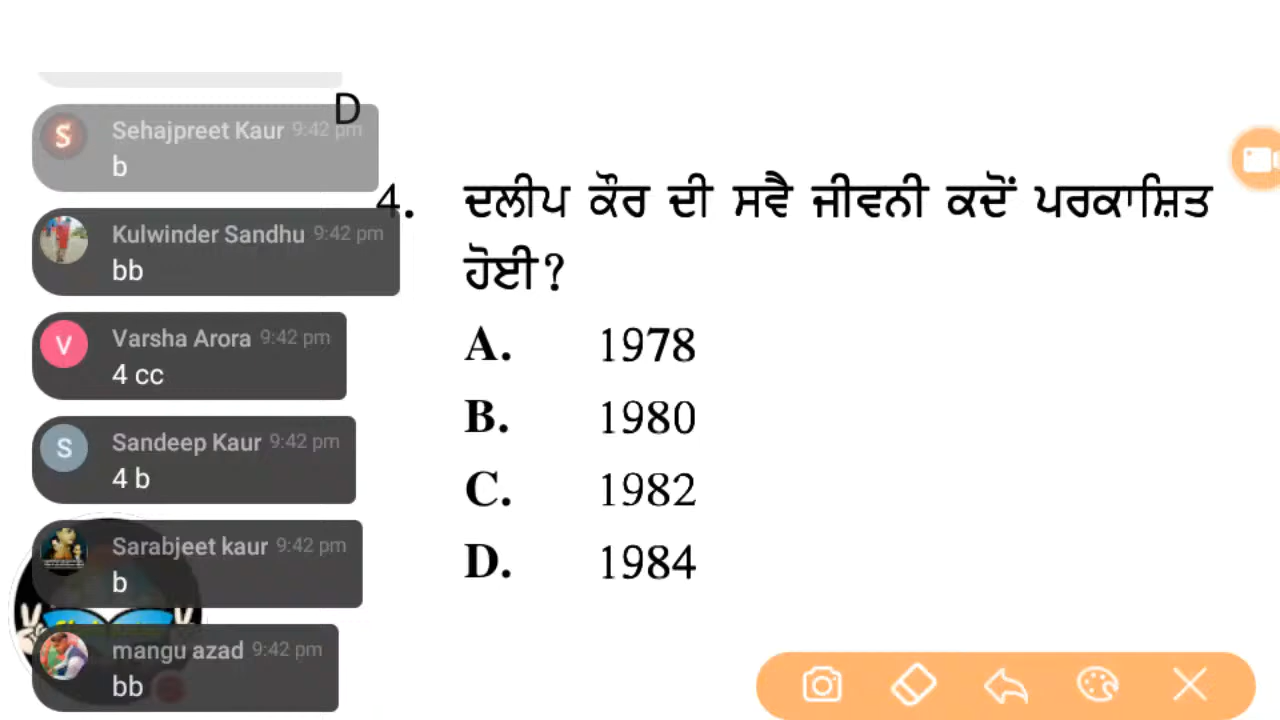 D
Sehajpreet Kaur 9:42 pm
b
Kulwinder Sandhu 9:42 pm
bb
Varsha Arora 9:42 pm
4 cc
Sandeep Kaur 9:42 pm
4 b
Sarabjeet kaur 9:42 pm
b
mangu azad 9:42 pm
bb
4. ਦਲੀਪ ਕੌਰ ਦੀ ਸਵੈ ਜੀਵਨੀ ਕਦੋਂ ਪਰਕਾਸ਼ਿਤ
ਹੋਈ?
A. 1978
B. 1980
C. 1982
D. 1984